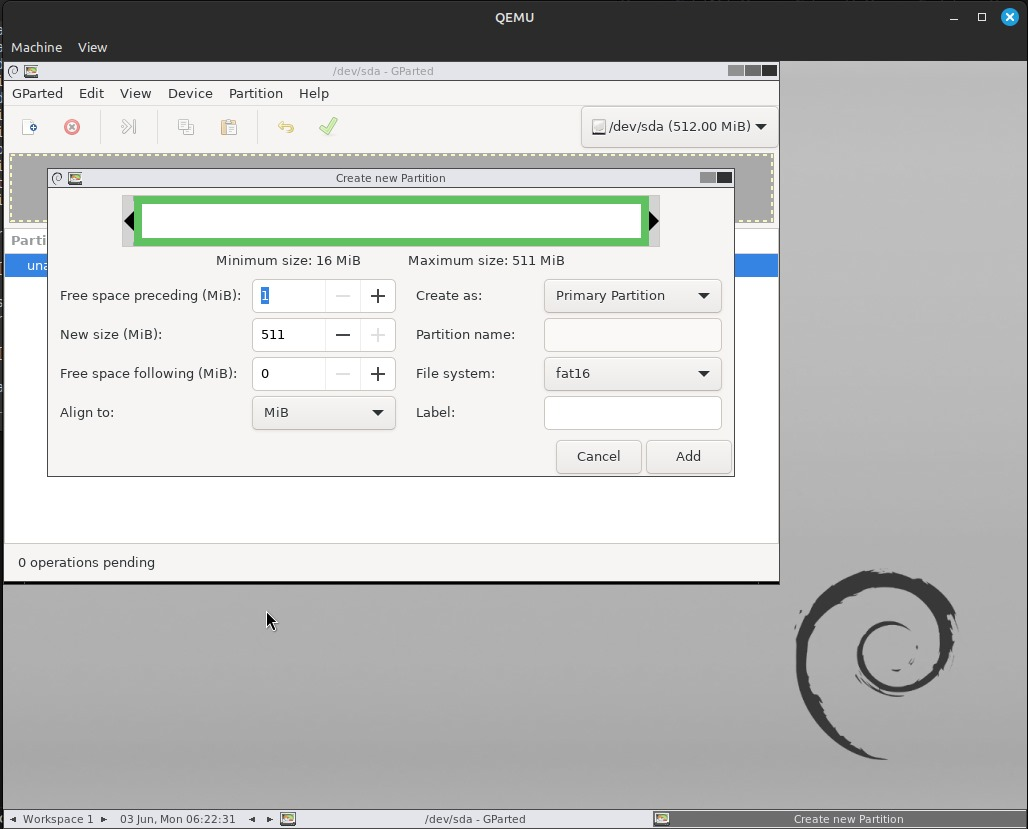 QEMU
Machine View
/dev/sda - GParted
GParted Edit View Device Partition Help
/dev/sda (512.00 MiB)
Create new Partition
Parti
Minimum size: 16 MiB Maximum size: 511 MiB
una
Free space preceding (MiB): 1 Create as: Primary Partition
New size (MiB): 511 Partition name:
Free space following (MiB): 0 File system: fat16
Align to: MiB Label:
Cancel Add
0 operations pending
Workspace 1 03 Jun, Mon 06:22:31 /dev/sda - GParted Create new Partition